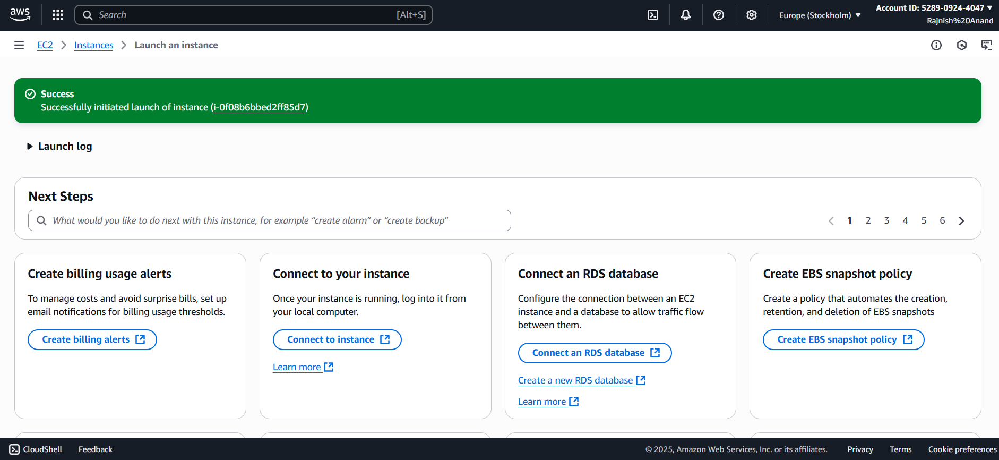 aws
Search [Alt+S]
Europe (Stockholm)
Account ID: 5289-0924-4047
Rajnish%20Anand
EC2 Instances Launch an instance
Success
Successfully initiated launch of instance (i-0f08b6bbed2ff85d7)
Launch log
Next Steps
What would you like to do next with this instance, for example “create alarm” or “create backup”
1 2 3 4 5 6
Create billing usage alerts
To manage costs and avoid surprise bills, set up
email notifications for billing usage thresholds.
Create billing alerts
Connect to your instance
Once your instance is running, log into it from
your local computer.
Connect to instance
Learn more
Connect an RDS database
Configure the connection between an EC2
instance and a database to allow traffic flow
between them.
Connect an RDS database
Create a new RDS database
Learn more
Create EBS snapshot policy
Create a policy that automates the creation,
retention, and deletion of EBS snapshots
Create EBS snapshot policy
CloudShell Feedback © 2025, Amazon Web Services, Inc. or its affiliates. Privacy Terms Cookie preferences